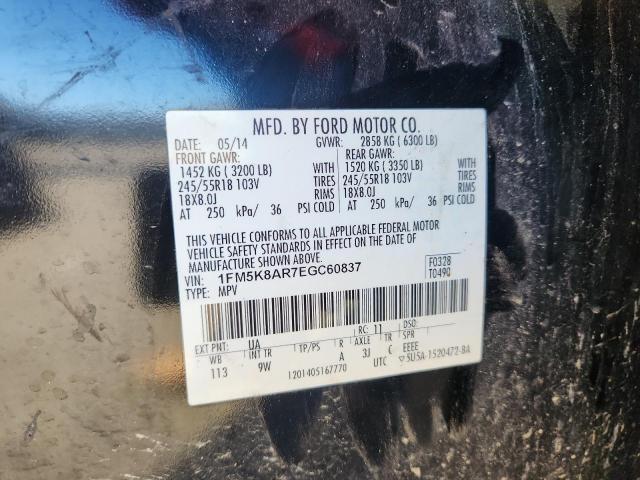 MFD. BY FORD MOTOR CO.
DATE: 05/14 GVWR: 2858 KG ( 6300 LB)
FRONT GAWR: REAR GAWR:
1452 KG ( 3200 LB) WITH 1520 KG ( 3350 LB) WITH
245/55R18 103V TIRES 245/55R18 103V TIRES
18X8.0J RIMS 18X8.0J RIMS
AT 250 kPa/ 36 PSI COLD AT 250 kPa/ 36 PSI COLD
THIS VEHICLE CONFORMS TO ALL APPLICABLE FEDERAL MOTOR
VEHICLE SAFETY STANDARDS IN EFFECT ON THE DATE OF
MANUFACTURE SHOWN ABOVE.
VIN: 1FM5K8AR7EGC60837 F0328
TYPE: MPV T0490
EXT PNT: UA RC: 11 DSO:
WB INT TR TP/PS R AXLE TR SPR
113 9W A 3J C EEEE
1201405167770 UTC 5U5A-1520472-BA